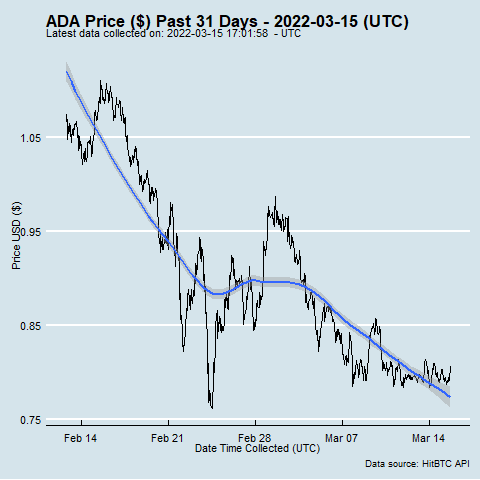 ADA Price ($) Past 31 Days - 2022-03-15 (UTC)
Latest data collected on: 2022-03-15 17:01:58 - UTC
Price USD ($)
1.05
0.95
0.85
0.75
Feb 14
Feb 21
Feb 28
Mar 07
Mar 14
Date Time Collected (UTC)
Data source: HitBTC API